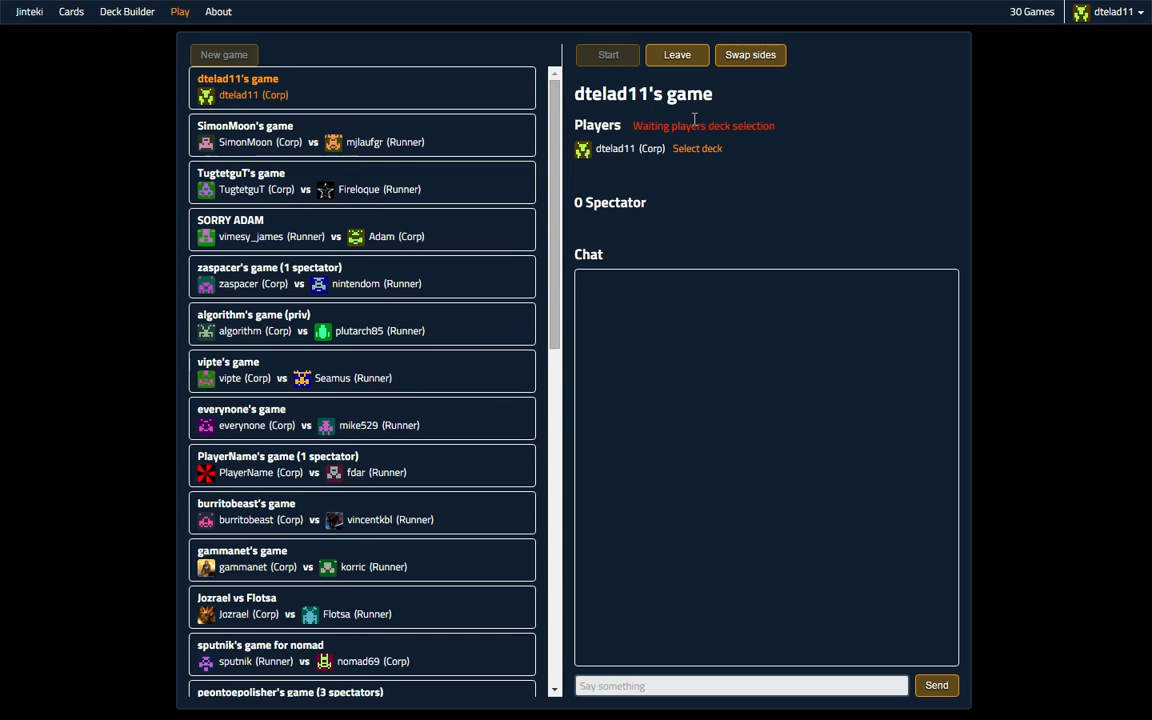 Jinteki Cards Deck Builder Play About 30 Games dtelad11
New game
dtelad11's game
dtelad11 (Corp)
SimonMoon's game
SimonMoon (Corp) vs mjlaufgr (Runner)
TugtetguT's game
TugtetguT (Corp) vs Fireloque (Runner)
SORRY ADAM
vimesy_james (Runner) vs Adam (Corp)
zaspacer's game (1 spectator)
zaspacer (Corp) vs nintendom (Runner)
algorithm's game (priv)
algorithm (Corp) vs plutarch85 (Runner)
vipte's game
vipte (Corp) vs Seamus (Runner)
everynone's game
everynone (Corp) vs mike529 (Runner)
PlayerName's game (1 spectator)
PlayerName (Corp) vs fdar (Runner)
burritobeast's game
burritobeast (Corp) vs vincentkbl (Runner)
gammanet's game
gammanet (Corp) vs korric (Runner)
Jozrael vs Flotsa
Jozrael (Corp) vs Flotsa (Runner)
sputnik's game for nomad
sputnik (Runner) vs nomad69 (Corp)
peontoepolisher's game (3 spectators)
Start Leave Swap sides
dtelad11's game
Players Waiting players deck selection
dtelad11 (Corp) Select deck
0 Spectator
Chat
Say something Send